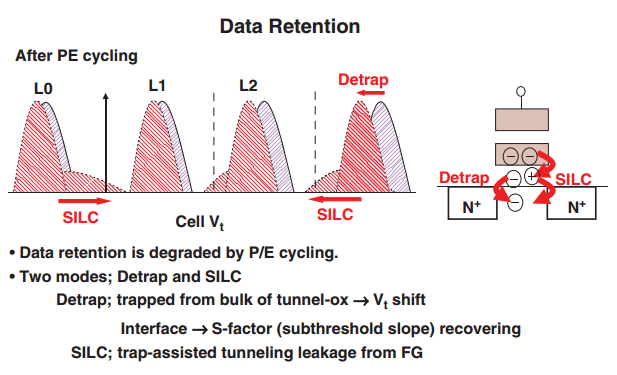 Data Retention
After PE cycling
L0
L1
L2
Detrap
SILC
Cell Vt
SILC
Detrap
SILC
N+
N+
• Data retention is degraded by P/E cycling.
• Two modes; Detrap and SILC
Detrap; trapped from bulk of tunnel-ox → Vt shift
Interface → S-factor (subthreshold slope) recovering
SILC; trap-assisted tunneling leakage from FG